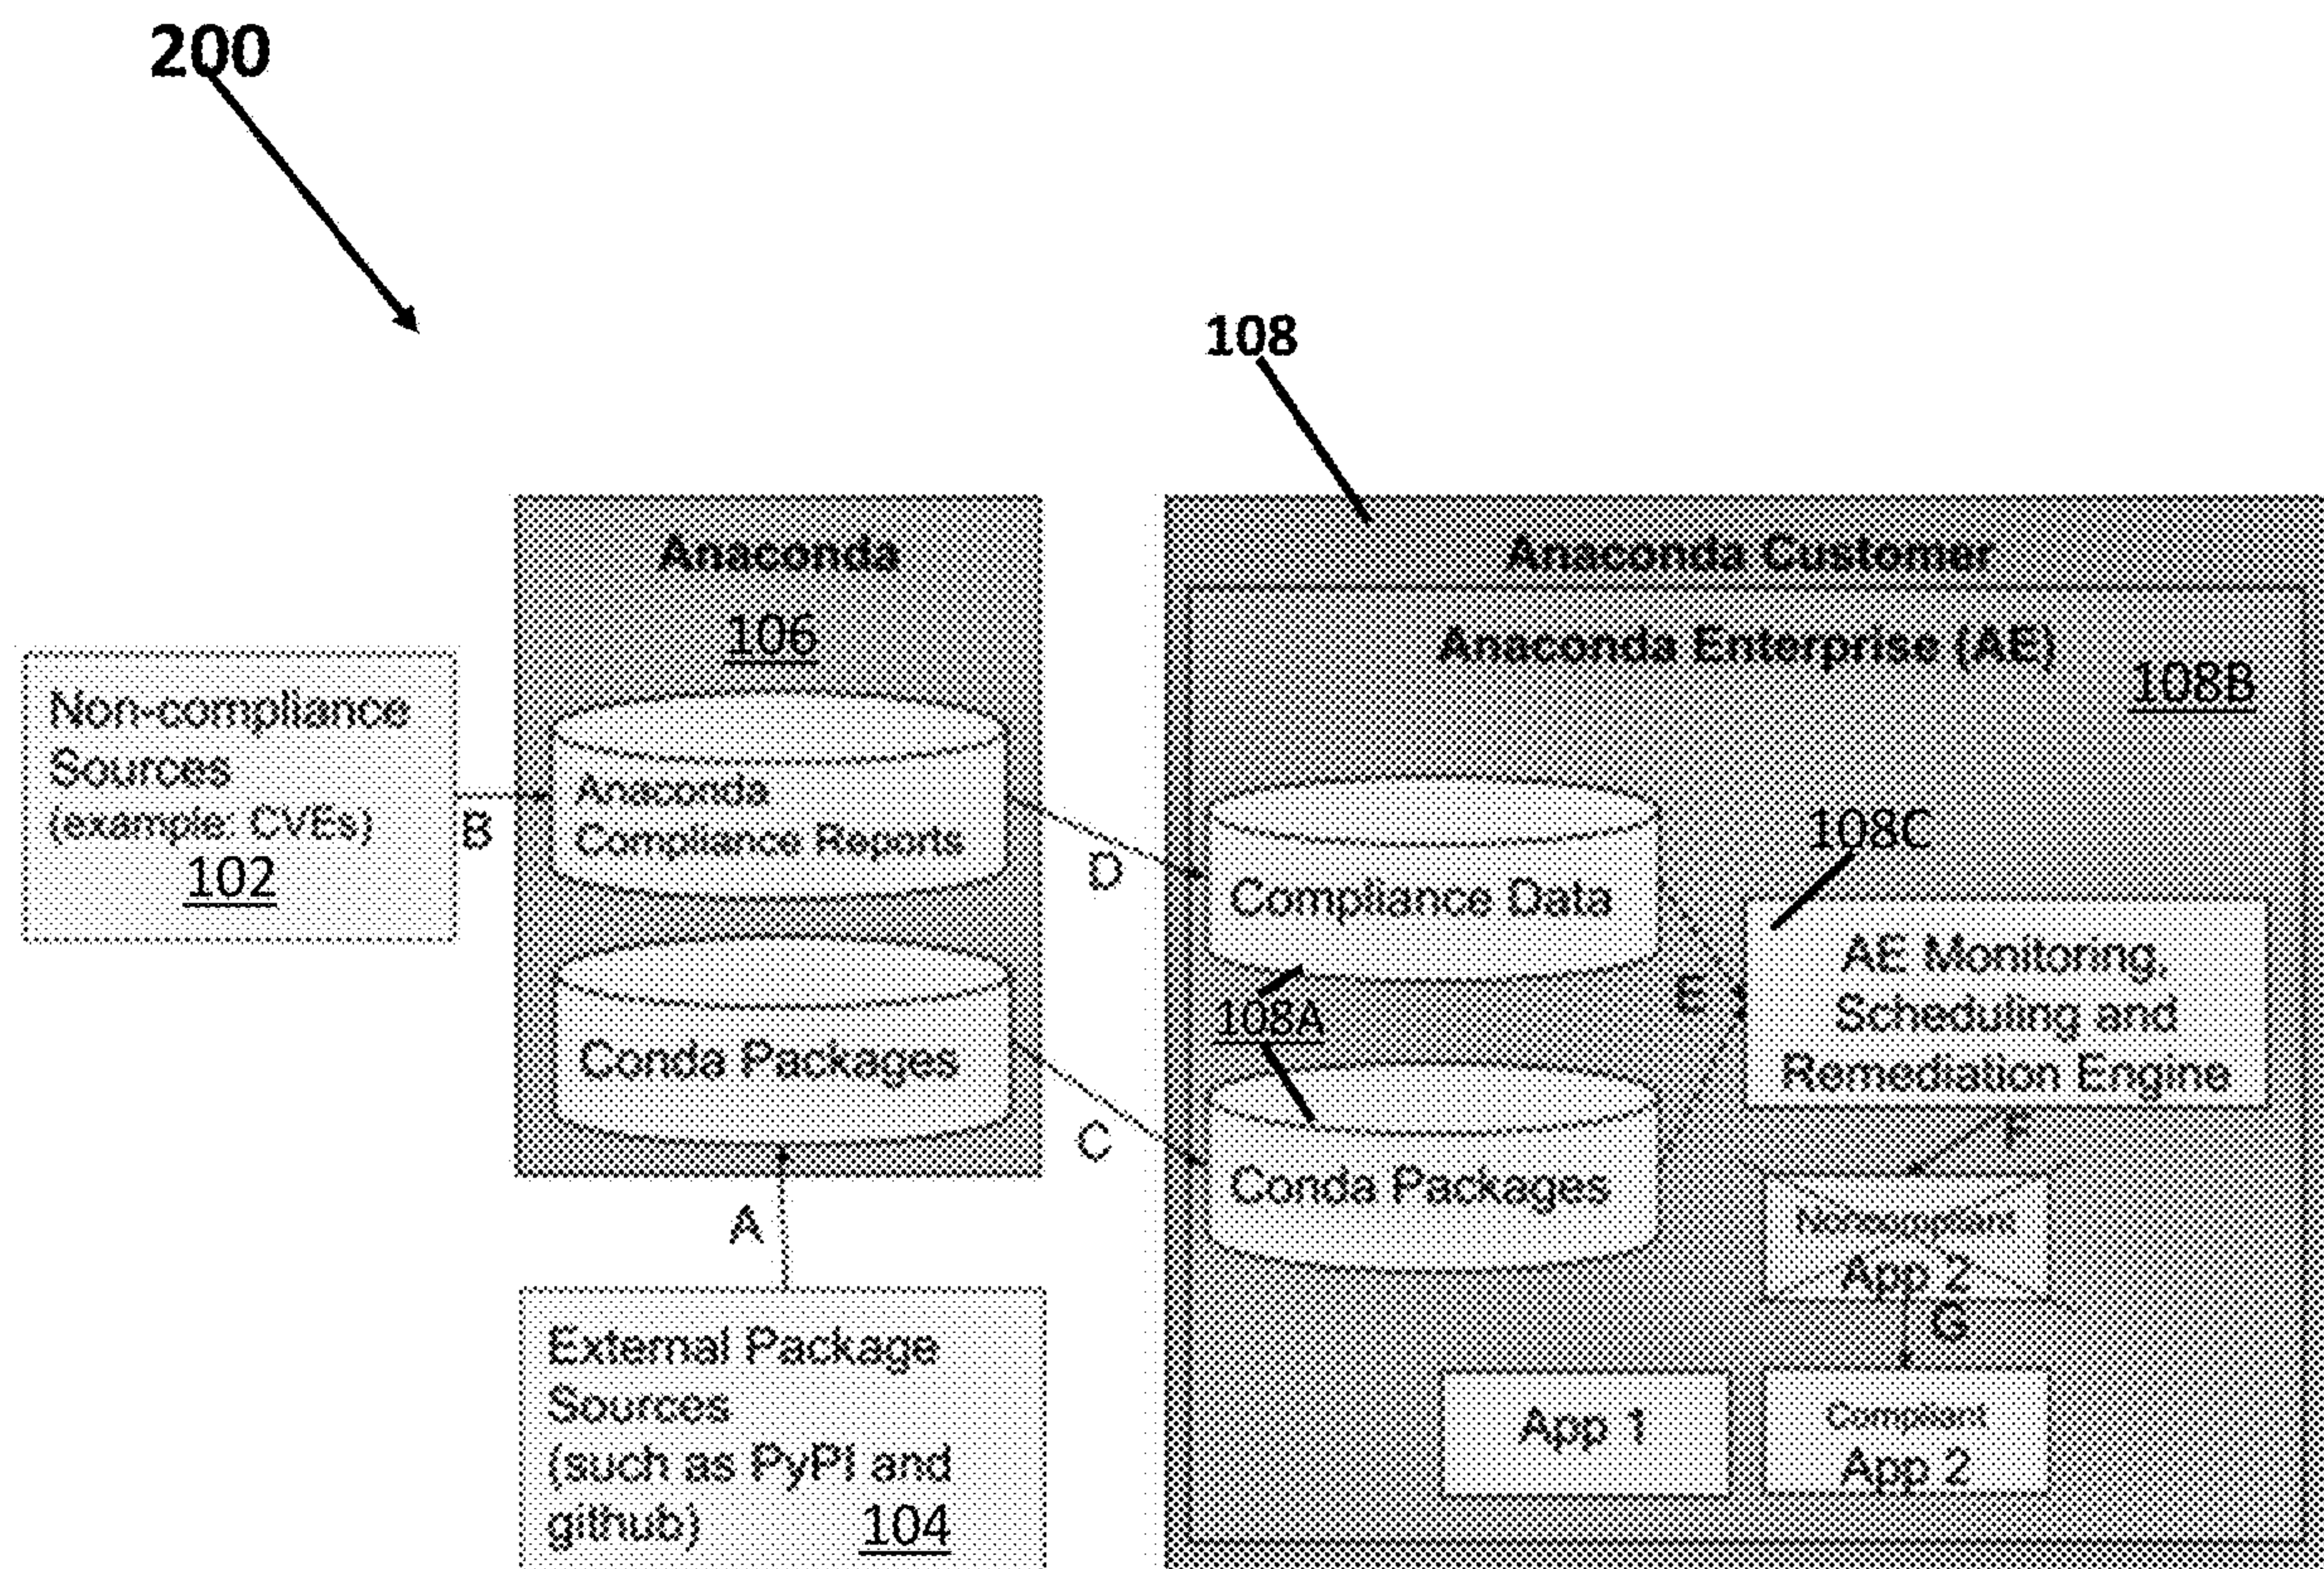 200
108
Anaconda
106
Anaconda Customer
Anaconda Enterprise (AE)
108B
Non-compliance
Sources
(example: CVEs)
102
B
Anaconda
Compliance Reports
Conda Packages
A
External Package
Sources
(such as PyPI and
github)
104
D
C
Compliance Data
108A
Conda Packages
E
108C
AE Monitoring,
Scheduling and
Remediation Engine
F
Noncompliant
App 2
G
Compliant
App 2
App 1